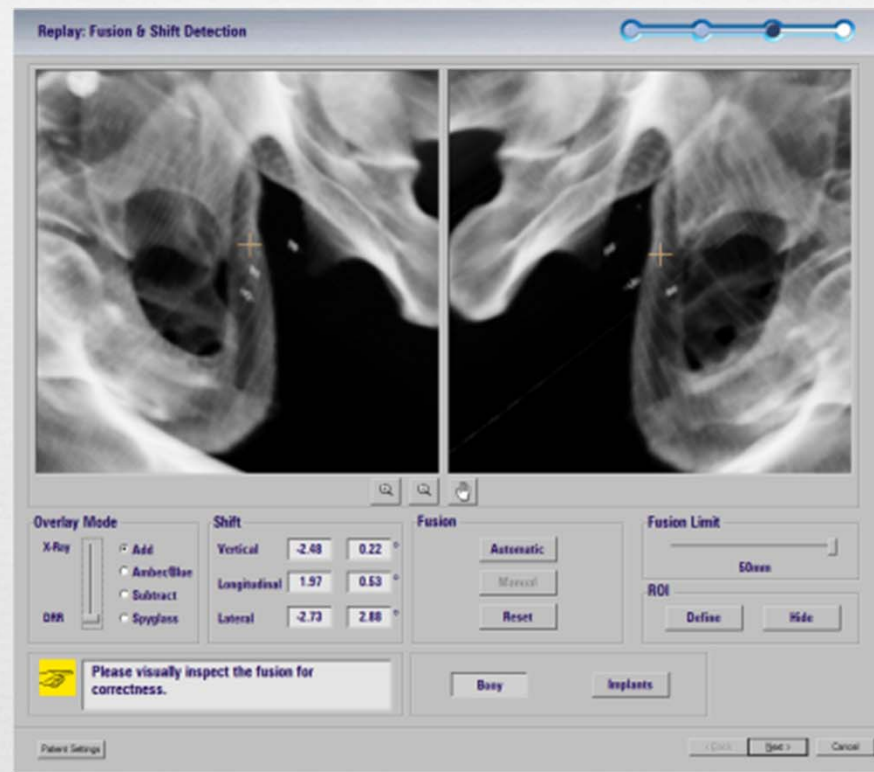 Replay: Fusion & Shift Detection
Overlay Mode
X-Ray
DRR
Add
Amber/Blue
Subtract
Spyglass
Shift
Vertical -2.48 0.22 °
Longitudinal 1.97 0.53 °
Lateral -2.73 2.88 °
Fusion
Automatic
Manual
Reset
Fusion Limit
50mm
ROI
Define Hide
Please visually inspect the fusion for
correctness.
Bony Implants
Patient Settings
< Back Next > Cancel